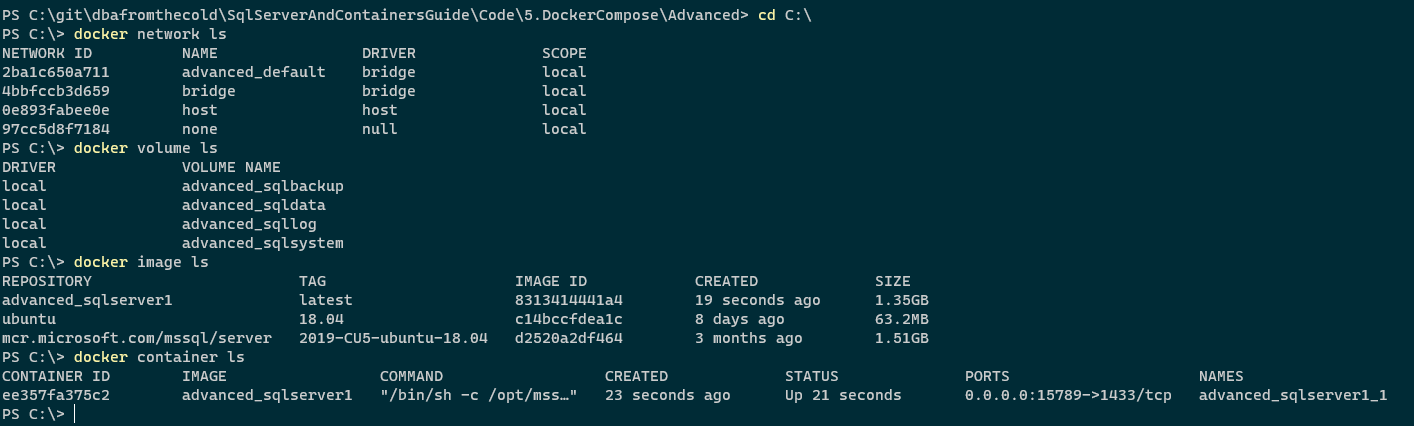 PS C:\git\dbafromthecold\SqlServerAndContainersGuide\Code\5.DockerCompose\Advanced> cd C:\
PS C:\> docker network ls
NETWORK ID          NAME                DRIVER              SCOPE
2ba1c650a711        advanced_default    bridge              local
4bbfccb3d659        bridge              bridge              local
0e893fabee0e        host                host                local
97cc5d8f7184        none                null                local
PS C:\> docker volume ls
DRIVER              VOLUME NAME
local               advanced_sqlbackup
local               advanced_sqldata
local               advanced_sqllog
local               advanced_sqlsystem
PS C:\> docker image ls
REPOSITORY                       TAG                     IMAGE ID            CREATED             SIZE
advanced_sqlserver1              latest                  8313414441a4        19 seconds ago      1.35GB
ubuntu                           18.04                   c14bccfdea1c        8 days ago          63.2MB
mcr.microsoft.com/mssql/server   2019-CU5-ubuntu-18.04   d2520a2df464        3 months ago        1.51GB
PS C:\> docker container ls
CONTAINER ID        IMAGE                 COMMAND                  CREATED             STATUS              PORTS                     NAMES
ee357fa375c2        advanced_sqlserver1   "/bin/sh -c /opt/mss…"   23 seconds ago      Up 21 seconds       0.0.0.0:15789->1433/tcp   advanced_sqlserver1_1
PS C:\>